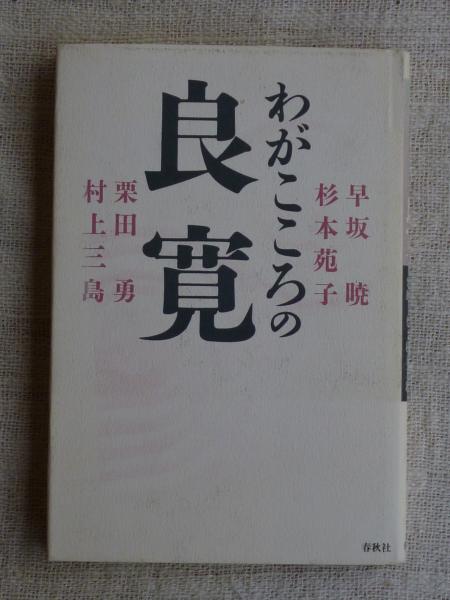 わがこころの
良寛
早坂 暁
杉本苑子
栗田 勇
村上三島
春秋社